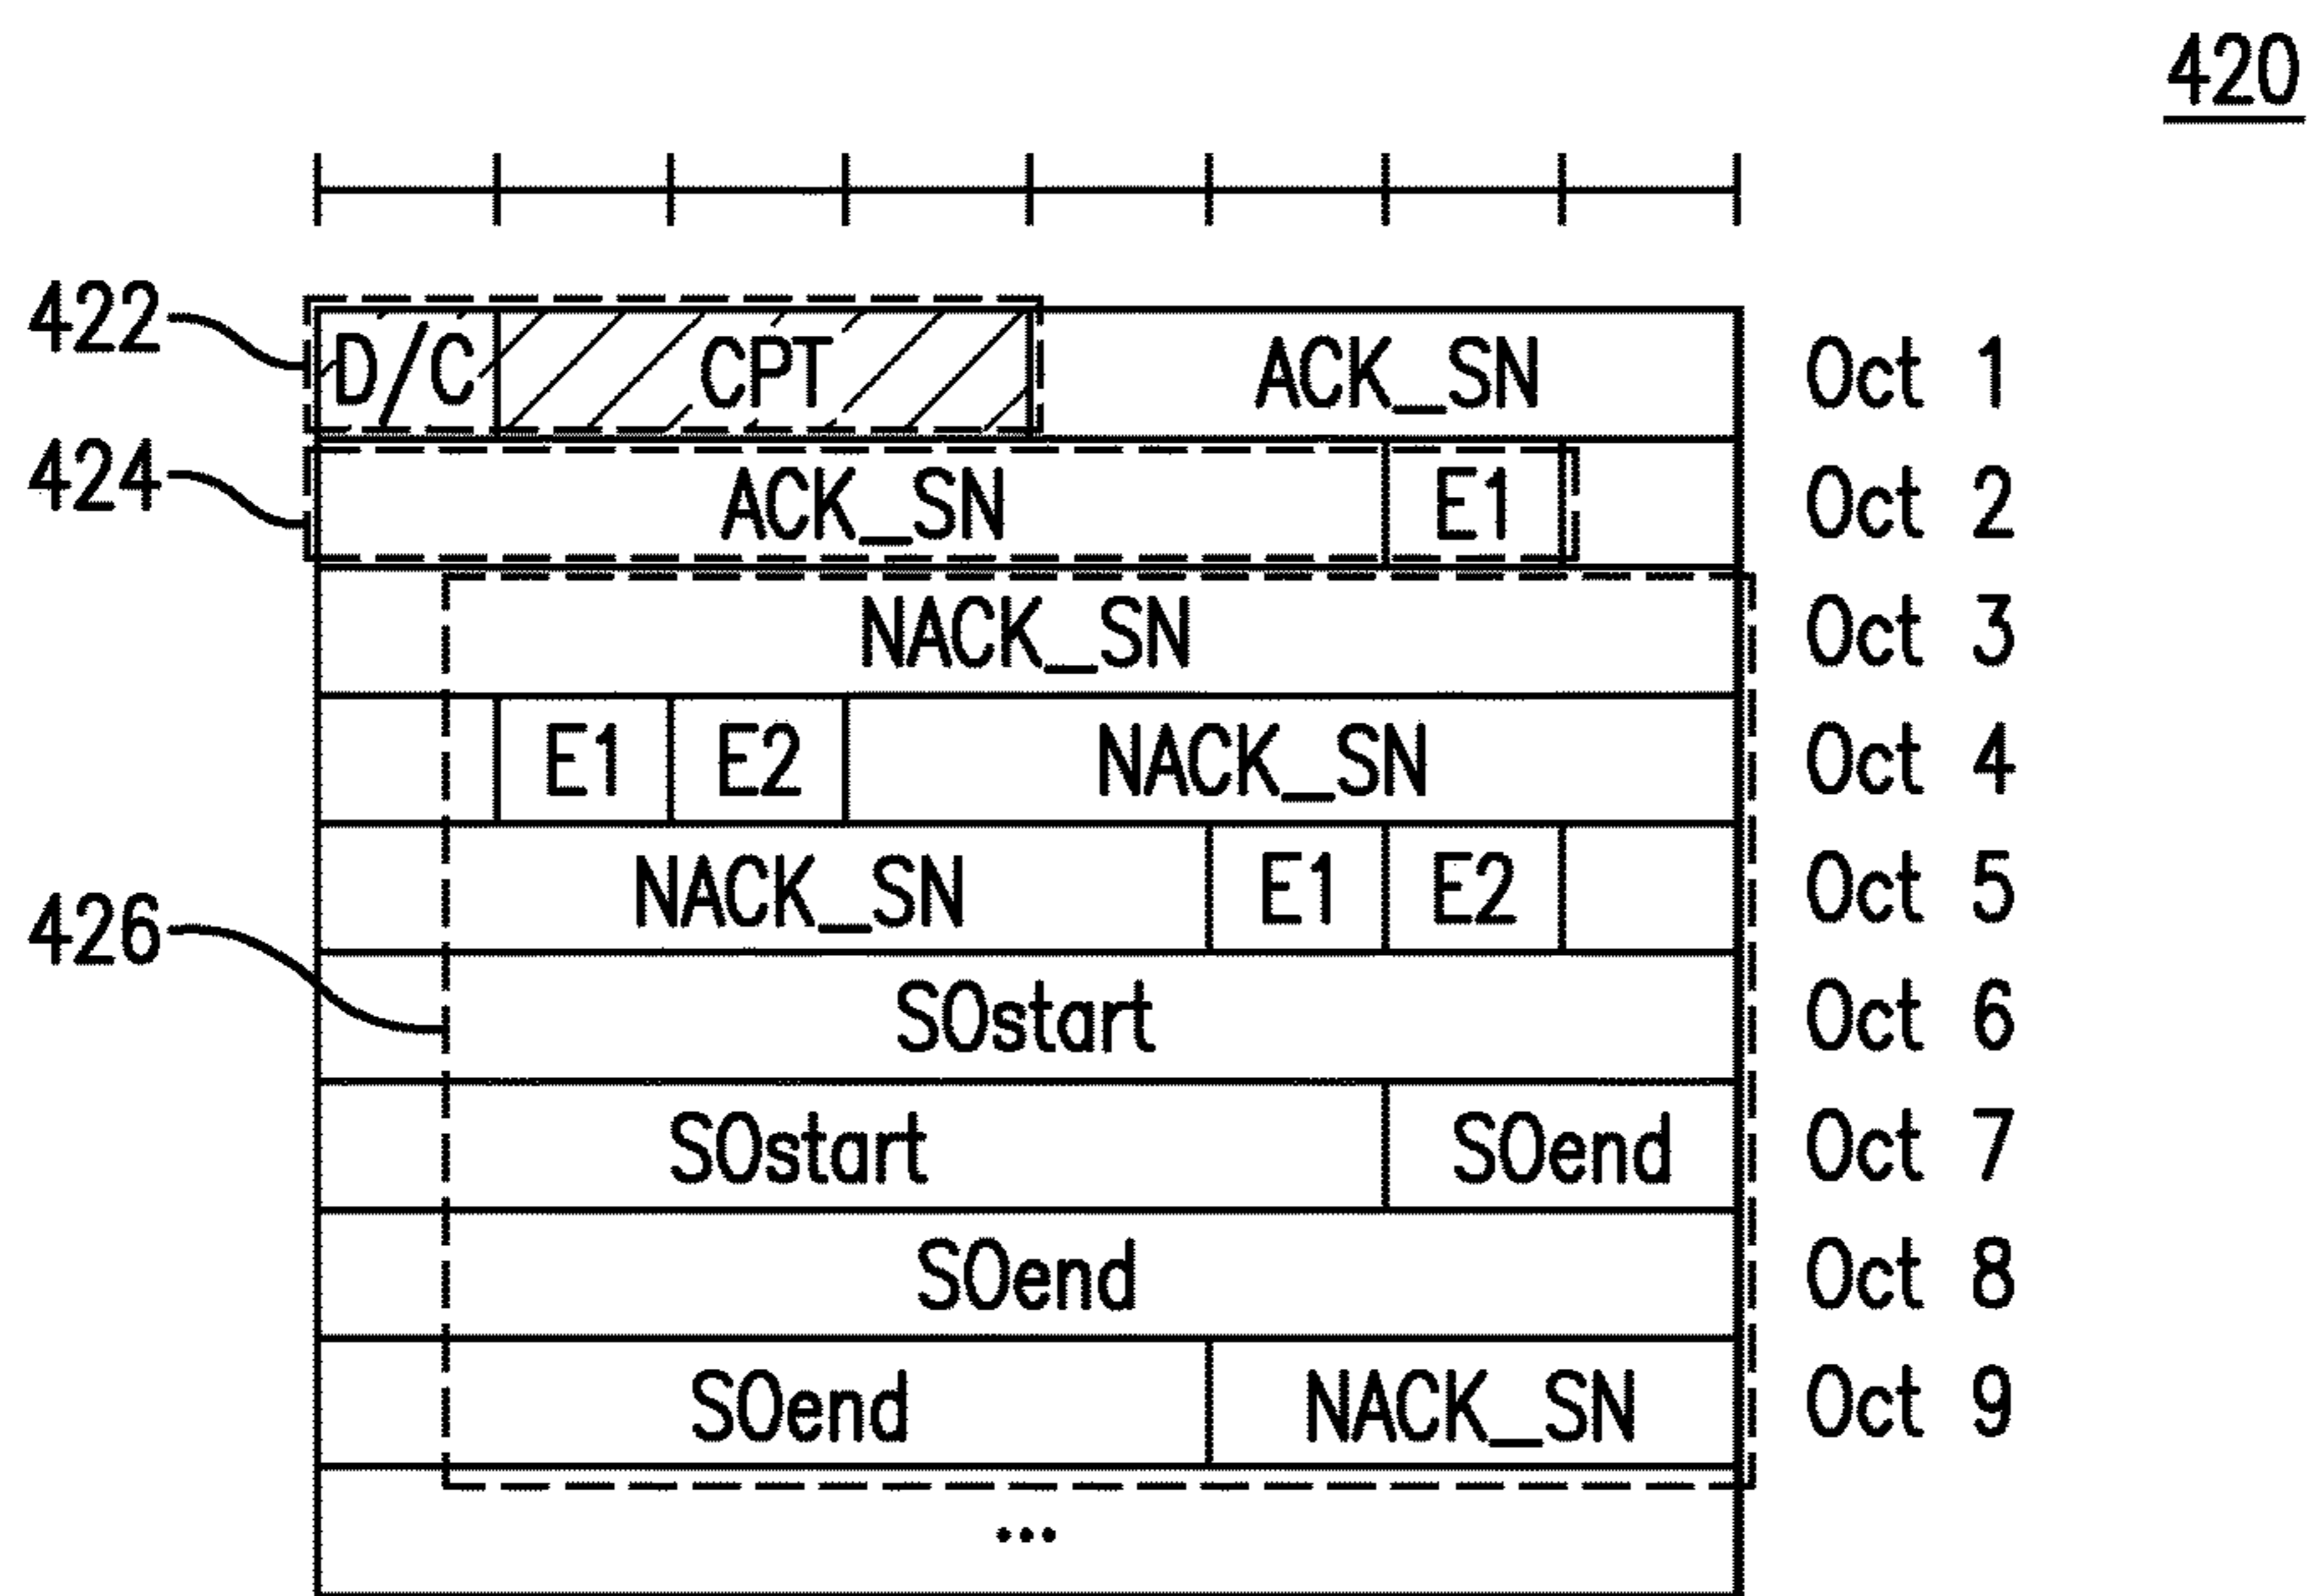 420
422 D/C CPT ACK_SN Oct 1
424 ACK_SN E1 Oct 2
NACK_SN Oct 3
E1 E2 NACK_SN Oct 4
NACK_SN E1 E2 Oct 5
426 SOstart Oct 6
SOstart SOend Oct 7
SOend Oct 8
SOend NACK_SN Oct 9
...